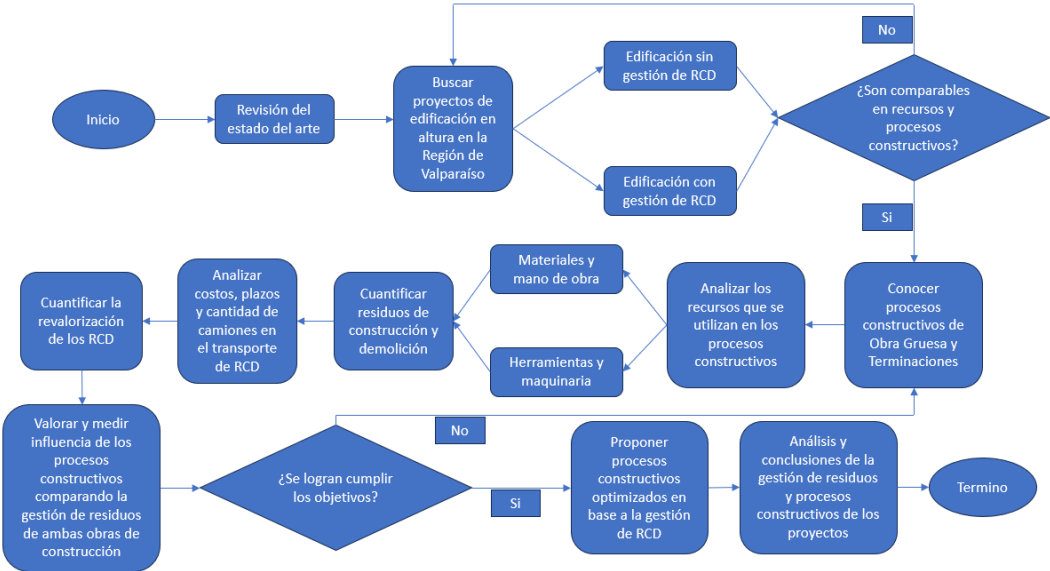 Inicio
Revisión del
estado del arte
Buscar
proyectos de
edificación en
altura en la
Región de
Valparaíso
Edificación sin
gestión de RCD
Edificación con
gestión de RCD
¿Son comparables
en recursos y
procesos
constructivos?
No
Si
Conocer
procesos
constructivos de
Obra Gruesa y
Terminaciones
Analizar los
recursos que se
utilizan en los
procesos
constructivos
Materiales y
mano de obra
Herramientas y
maquinaria
Cuantificar
residuos de
construcción y
demolición
Analizar
costos, plazos
y cantidad de
camiones en
el transporte
de RCD
Cuantificar la
revalorización
de los RCD
Valorar y medir
influencia de los
procesos
constructivos
comparando la
gestión de residuos
de ambas obras de
construcción
¿Se logran cumplir
los objetivos?
No
Si
Proponer
procesos
constructivos
optimizados en
base a la gestión
de RCD
Análisis y
conclusiones de la
gestión de residuos
y procesos
constructivos de los
proyectos
Termino